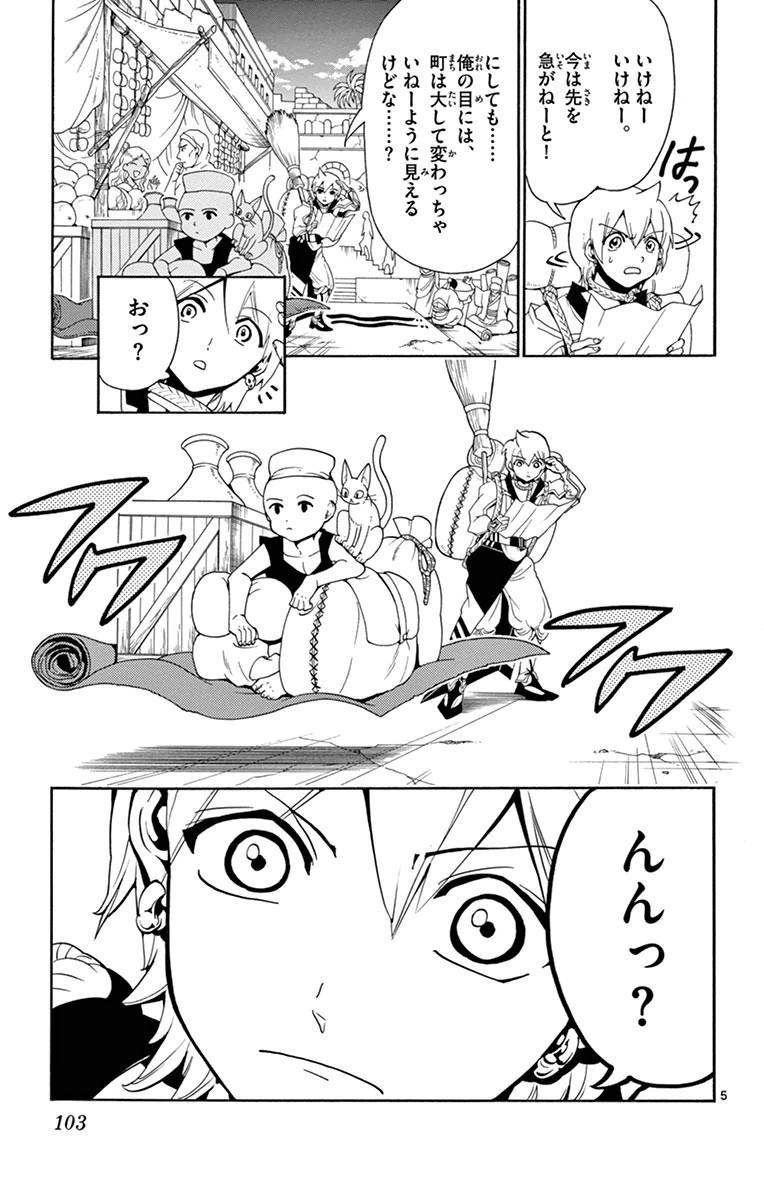 いけねー
いけねー。
今は先を
急がねーと！
はっ
にしても……
俺の目には、
町は大して変わっちゃ
いねーように見える
けどな……？
おっ？
フワ
フワ
んんっ？
5
103